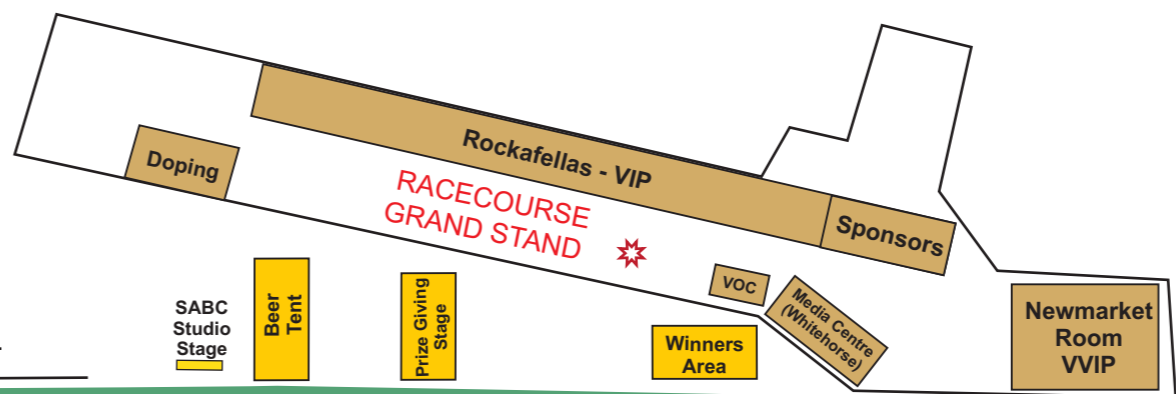 Rockafellas - VIP
Doping
RACECOURSE
GRAND STAND
Sponsors
VOC
Media Centre
(Whitehorse)
Newmarket
Room
VVIP
SABC
Studio
Stage
Beer
Tent
Prize Giving
Stage
Winners
Area